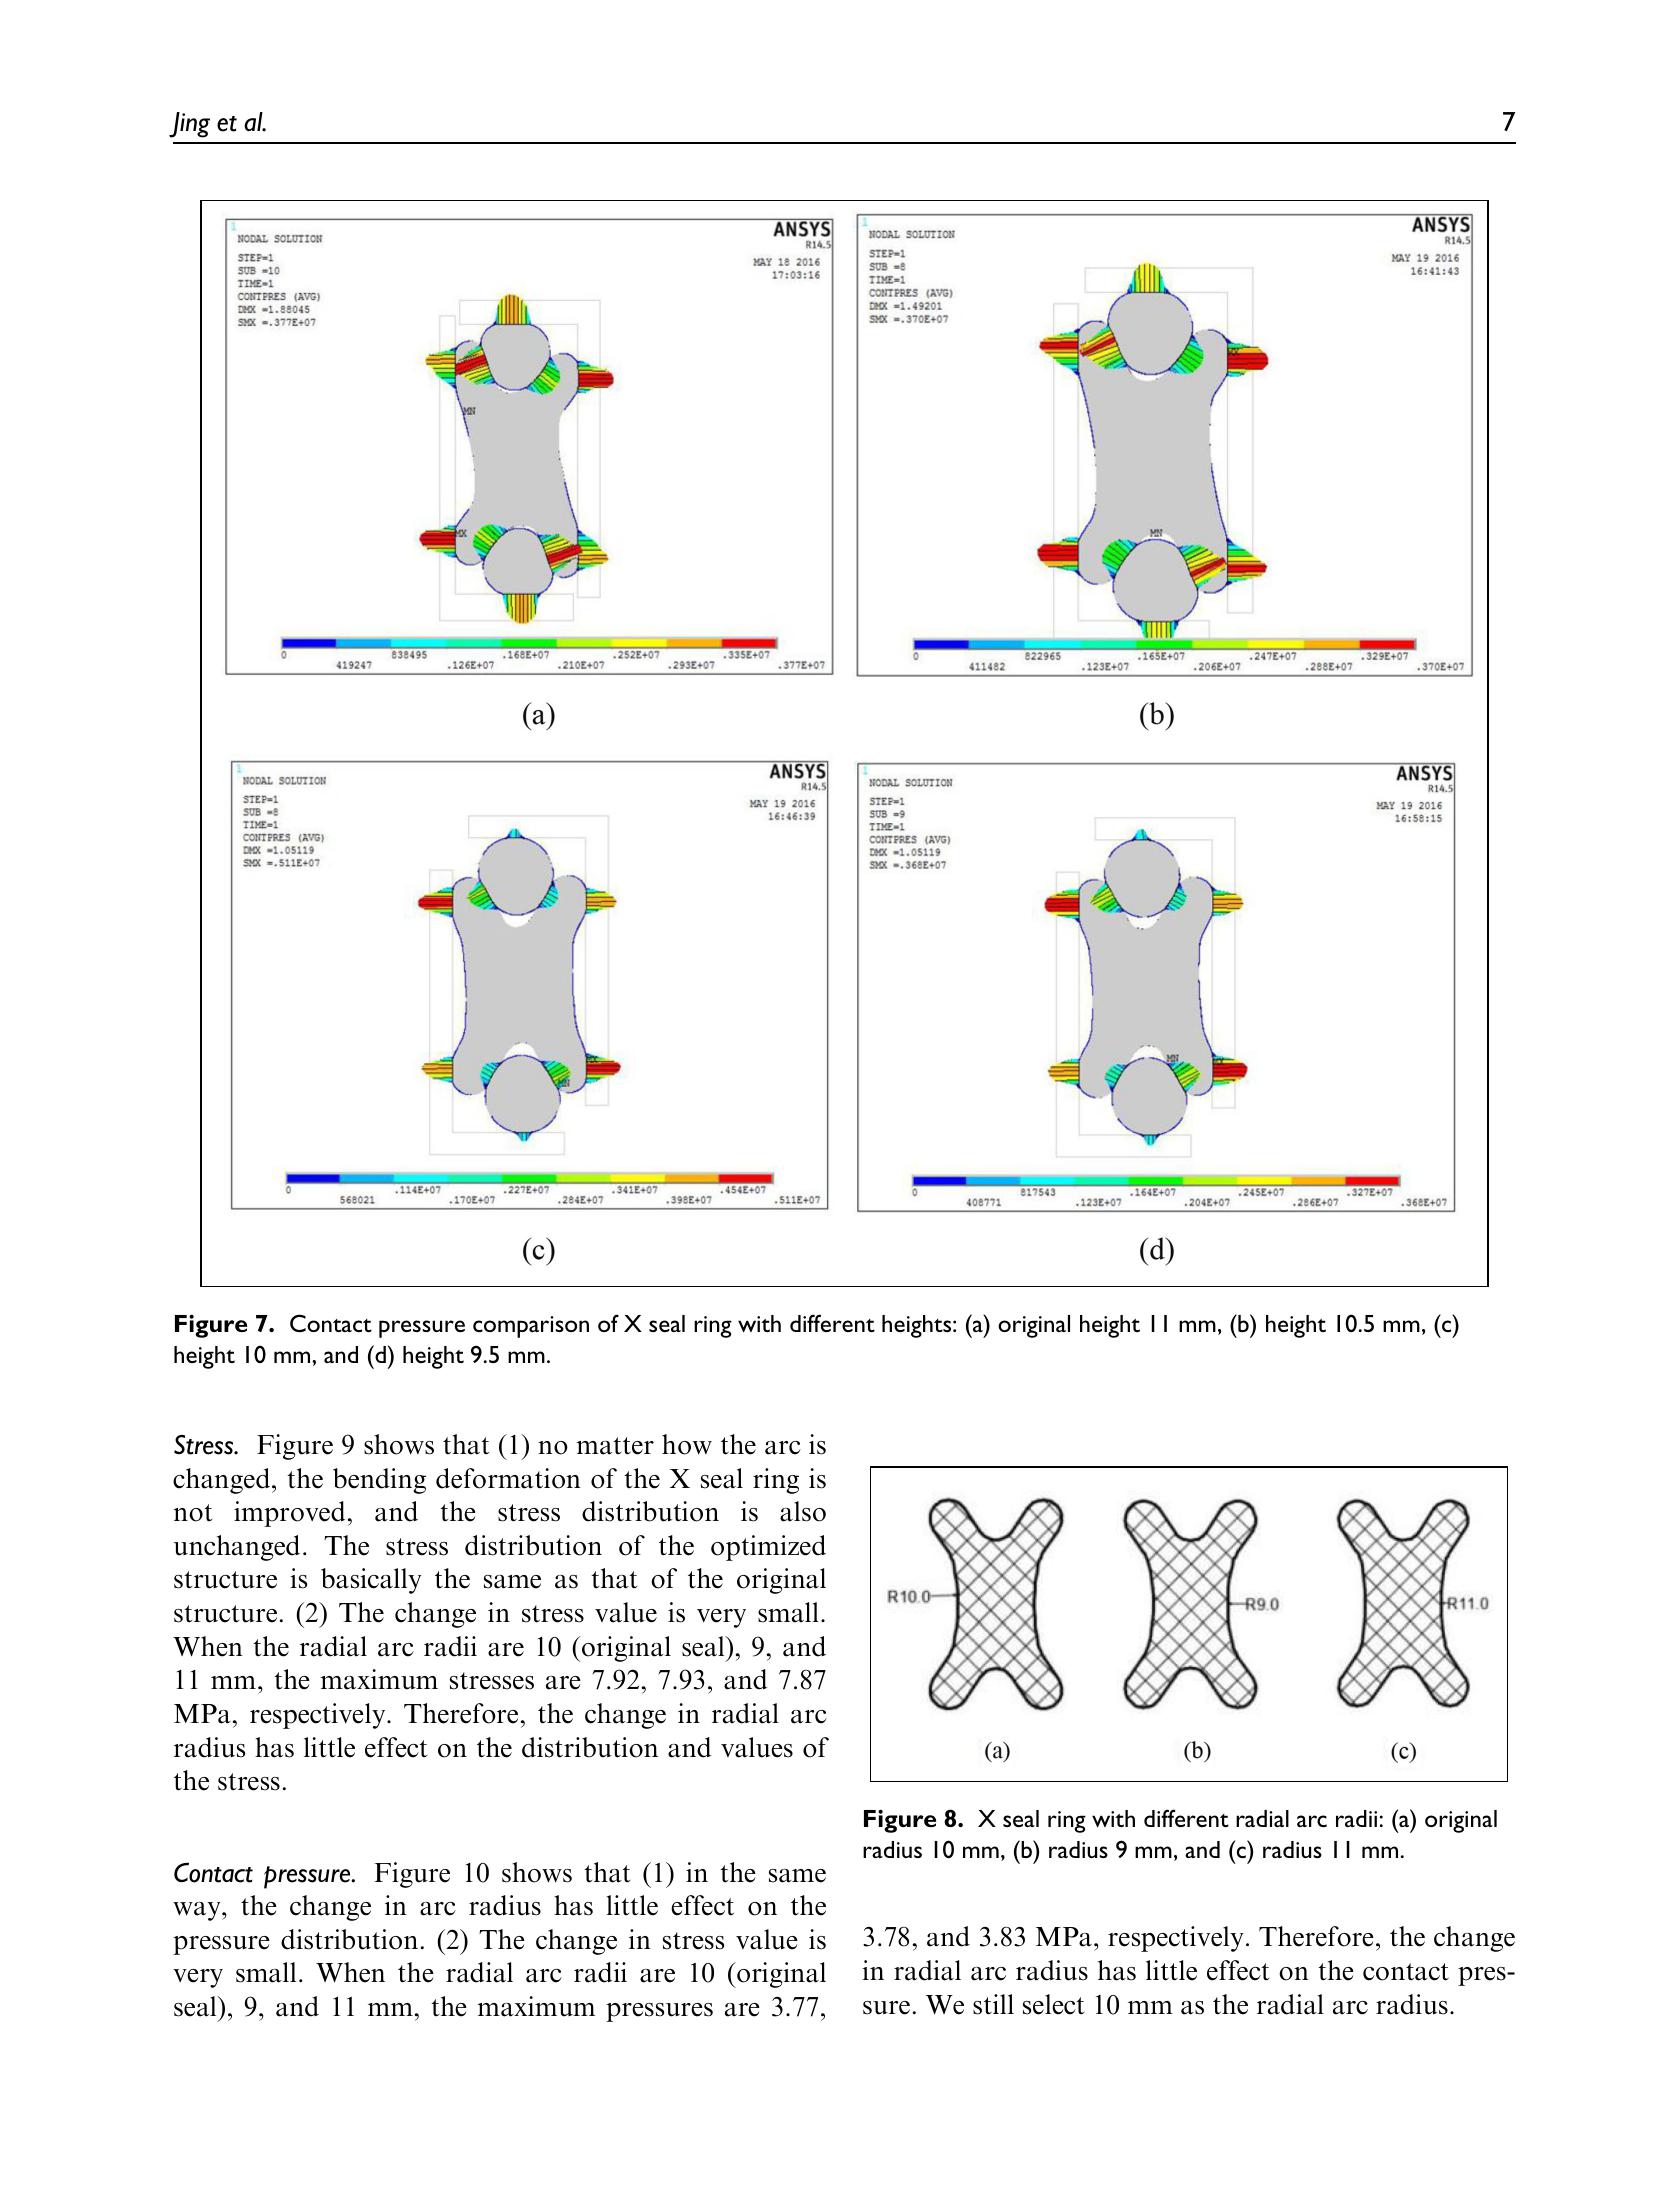 Jing et al.
7
1
NODAL SOLUTION
STEP=1
SUB =10
TIME=1
CONTPRES (AVG)
DMX =1.88045
SMX =.377E+07
ANSYS
R14.5
MAY 18 2016
17:03:16
MN
MX
0
419247
838495
.126E+07
.168E+07
.210E+07
.252E+07
.293E+07
.335E+07
.377E+07
(a)
1
NODAL SOLUTION
STEP=1
SUB =8
TIME=1
CONTPRES (AVG)
DMX =1.49201
SMX =.370E+07
ANSYS
R14.5
MAY 19 2016
16:41:43
MX
MN
0
411482
822965
.123E+07
.165E+07
.206E+07
.247E+07
.288E+07
.329E+07
.370E+07
(b)
1
NODAL SOLUTION
STEP=1
SUB =8
TIME=1
CONTPRES (AVG)
DMX =1.05119
SMX =.511E+07
ANSYS
R14.5
MAY 19 2016
16:46:39
MX
MN
0
568021
.114E+07
.170E+07
.227E+07
.284E+07
.341E+07
.398E+07
.454E+07
.511E+07
(c)
1
NODAL SOLUTION
STEP=1
SUB =9
TIME=1
CONTPRES (AVG)
DMX =1.05119
SMX =.368E+07
ANSYS
R14.5
MAY 19 2016
16:58:15
MN
MX
0
408771
817543
.123E+07
.164E+07
.204E+07
.245E+07
.286E+07
.327E+07
.368E+07
(d)
Figure 7. Contact pressure comparison of X seal ring with different heights: (a) original height 11 mm, (b) height 10.5 mm, (c)
height 10 mm, and (d) height 9.5 mm.
Stress. Figure 9 shows that (1) no matter how the arc is
changed, the bending deformation of the X seal ring is
not improved, and the stress distribution is also
unchanged. The stress distribution of the optimized
structure is basically the same as that of the original
structure. (2) The change in stress value is very small.
When the radial arc radii are 10 (original seal), 9, and
11 mm, the maximum stresses are 7.92, 7.93, and 7.87
MPa, respectively. Therefore, the change in radial arc
radius has little effect on the distribution and values of
the stress.
Contact pressure. Figure 10 shows that (1) in the same
way, the change in arc radius has little effect on the
pressure distribution. (2) The change in stress value is
very small. When the radial arc radii are 10 (original
seal), 9, and 11 mm, the maximum pressures are 3.77,
R10.0
R9.0
R11.0
(a)
(b)
(c)
Figure 8. X seal ring with different radial arc radii: (a) original
radius 10 mm, (b) radius 9 mm, and (c) radius 11 mm.
3.78, and 3.83 MPa, respectively. Therefore, the change
in radial arc radius has little effect on the contact pres-
sure. We still select 10 mm as the radial arc radius.